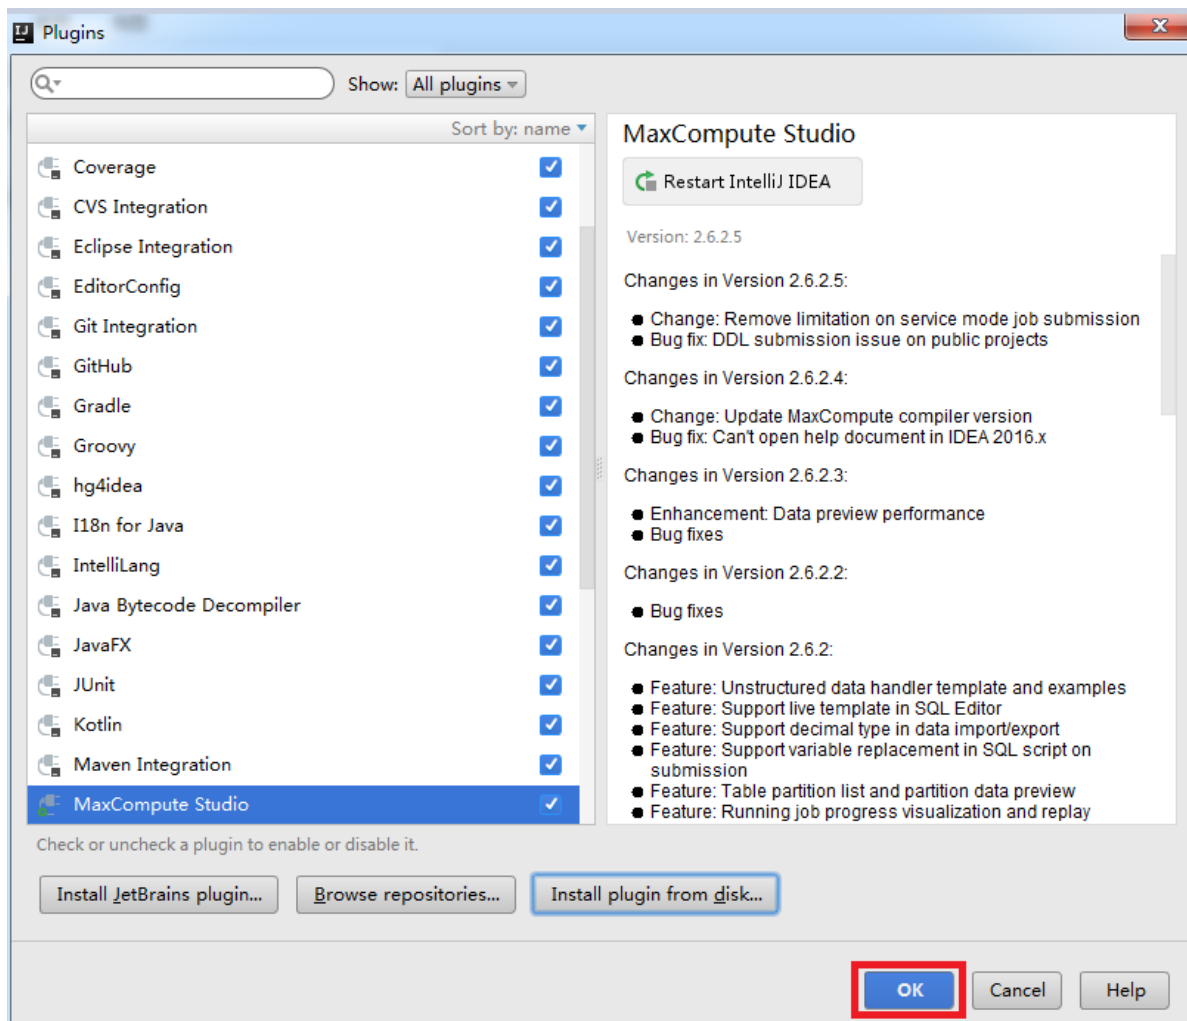 Plugins
Show: All plugins
Sort by: name
Coverage
CVS Integration
Eclipse Integration
EditorConfig
Git Integration
GitHub
Gradle
Groovy
hg4idea
I18n for Java
IntelliLang
Java Bytecode Decompiler
JavaFX
JUnit
Kotlin
Maven Integration
MaxCompute Studio
Check or uncheck a plugin to enable or disable it.
MaxCompute Studio
Restart IntelliJ IDEA
Version: 2.6.2.5
Changes in Version 2.6.2.5:
Change: Remove limitation on service mode job submission
Bug fix: DDL submission issue on public projects
Changes in Version 2.6.2.4:
Change: Update MaxCompute compiler version
Bug fix: Can't open help document in IDEA 2016.x
Changes in Version 2.6.2.3:
Enhancement: Data preview performance
Bug fixes
Changes in Version 2.6.2.2:
Bug fixes
Changes in Version 2.6.2:
Feature: Unstructured data handler template and examples
Feature: Support live template in SQL Editor
Feature: Support decimal type in data import/export
Feature: Support variable replacement in SQL script on
submission
Feature: Table partition list and partition data preview
Feature: Running job progress visualization and replay
Install JetBrains plugin... Browse repositories... Install plugin from disk...
OK Cancel Help